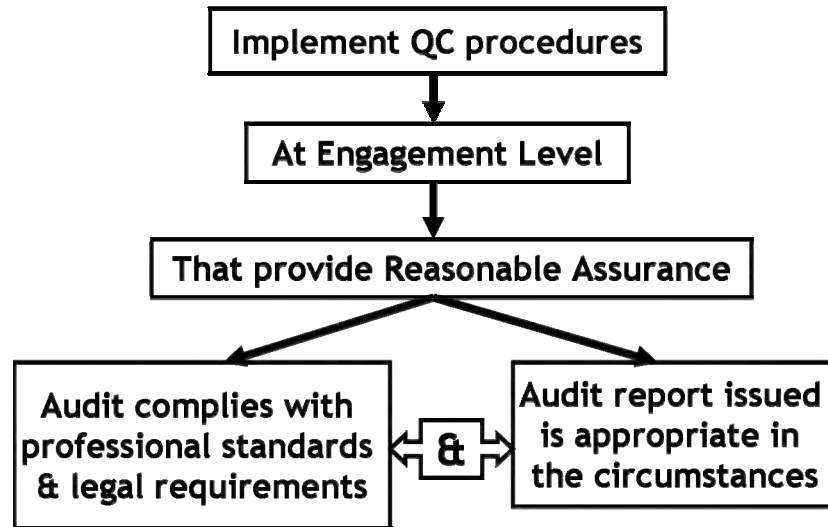 Implement QC procedures
At Engagement Level
That provide Reasonable Assurance
Audit complies with
professional standards
& legal requirements
&
Audit report issued
is appropriate in
the circumstances